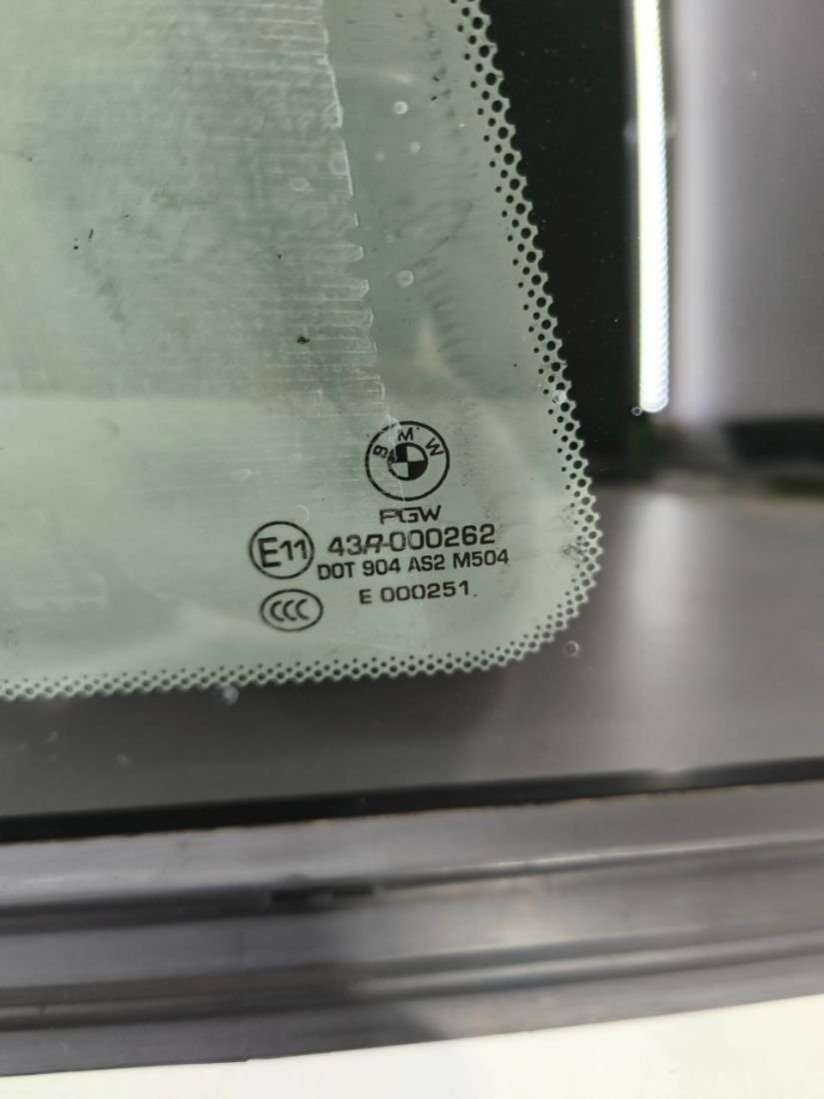 BMW
PGW
E11 43R-000262
DOT 904 AS2 M504
CCC E 000251